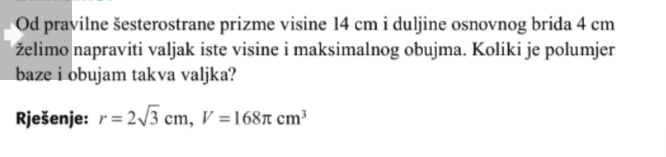 Od pravilne šesterostrane prizme visine 14 cm i duljine osnovnog brida 4 cm
želimo napraviti valjak iste visine i maksimalnog obujma. Koliki je polumjer
baze i obujam takva valjka?
Rješenje: r = 2√3 cm, V = 168π cm³